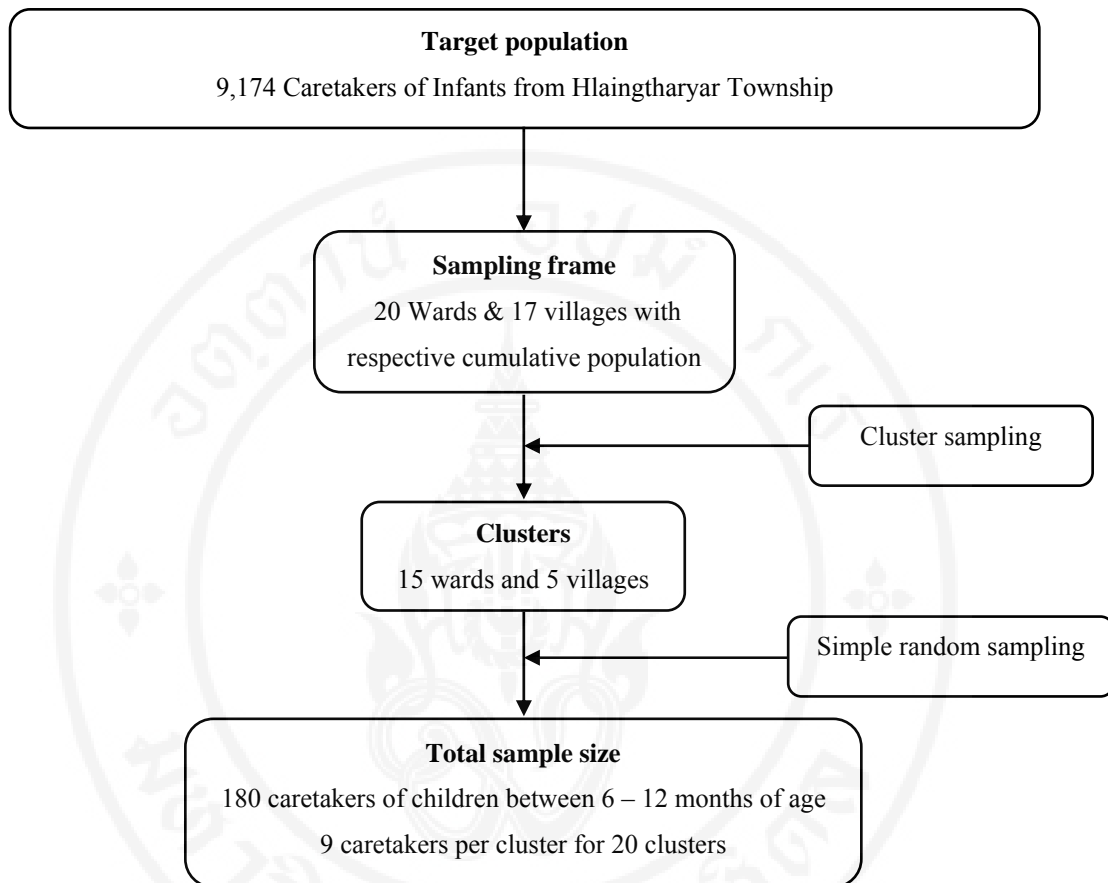 Target population
9,174 Caretakers of Infants from Hlaingtharyar Township
Sampling frame
20 Wards & 17 villages with
respective cumulative population
Cluster sampling
Clusters
15 wards and 5 villages
Simple random sampling
Total sample size
180 caretakers of children between 6 – 12 months of age
9 caretakers per cluster for 20 clusters